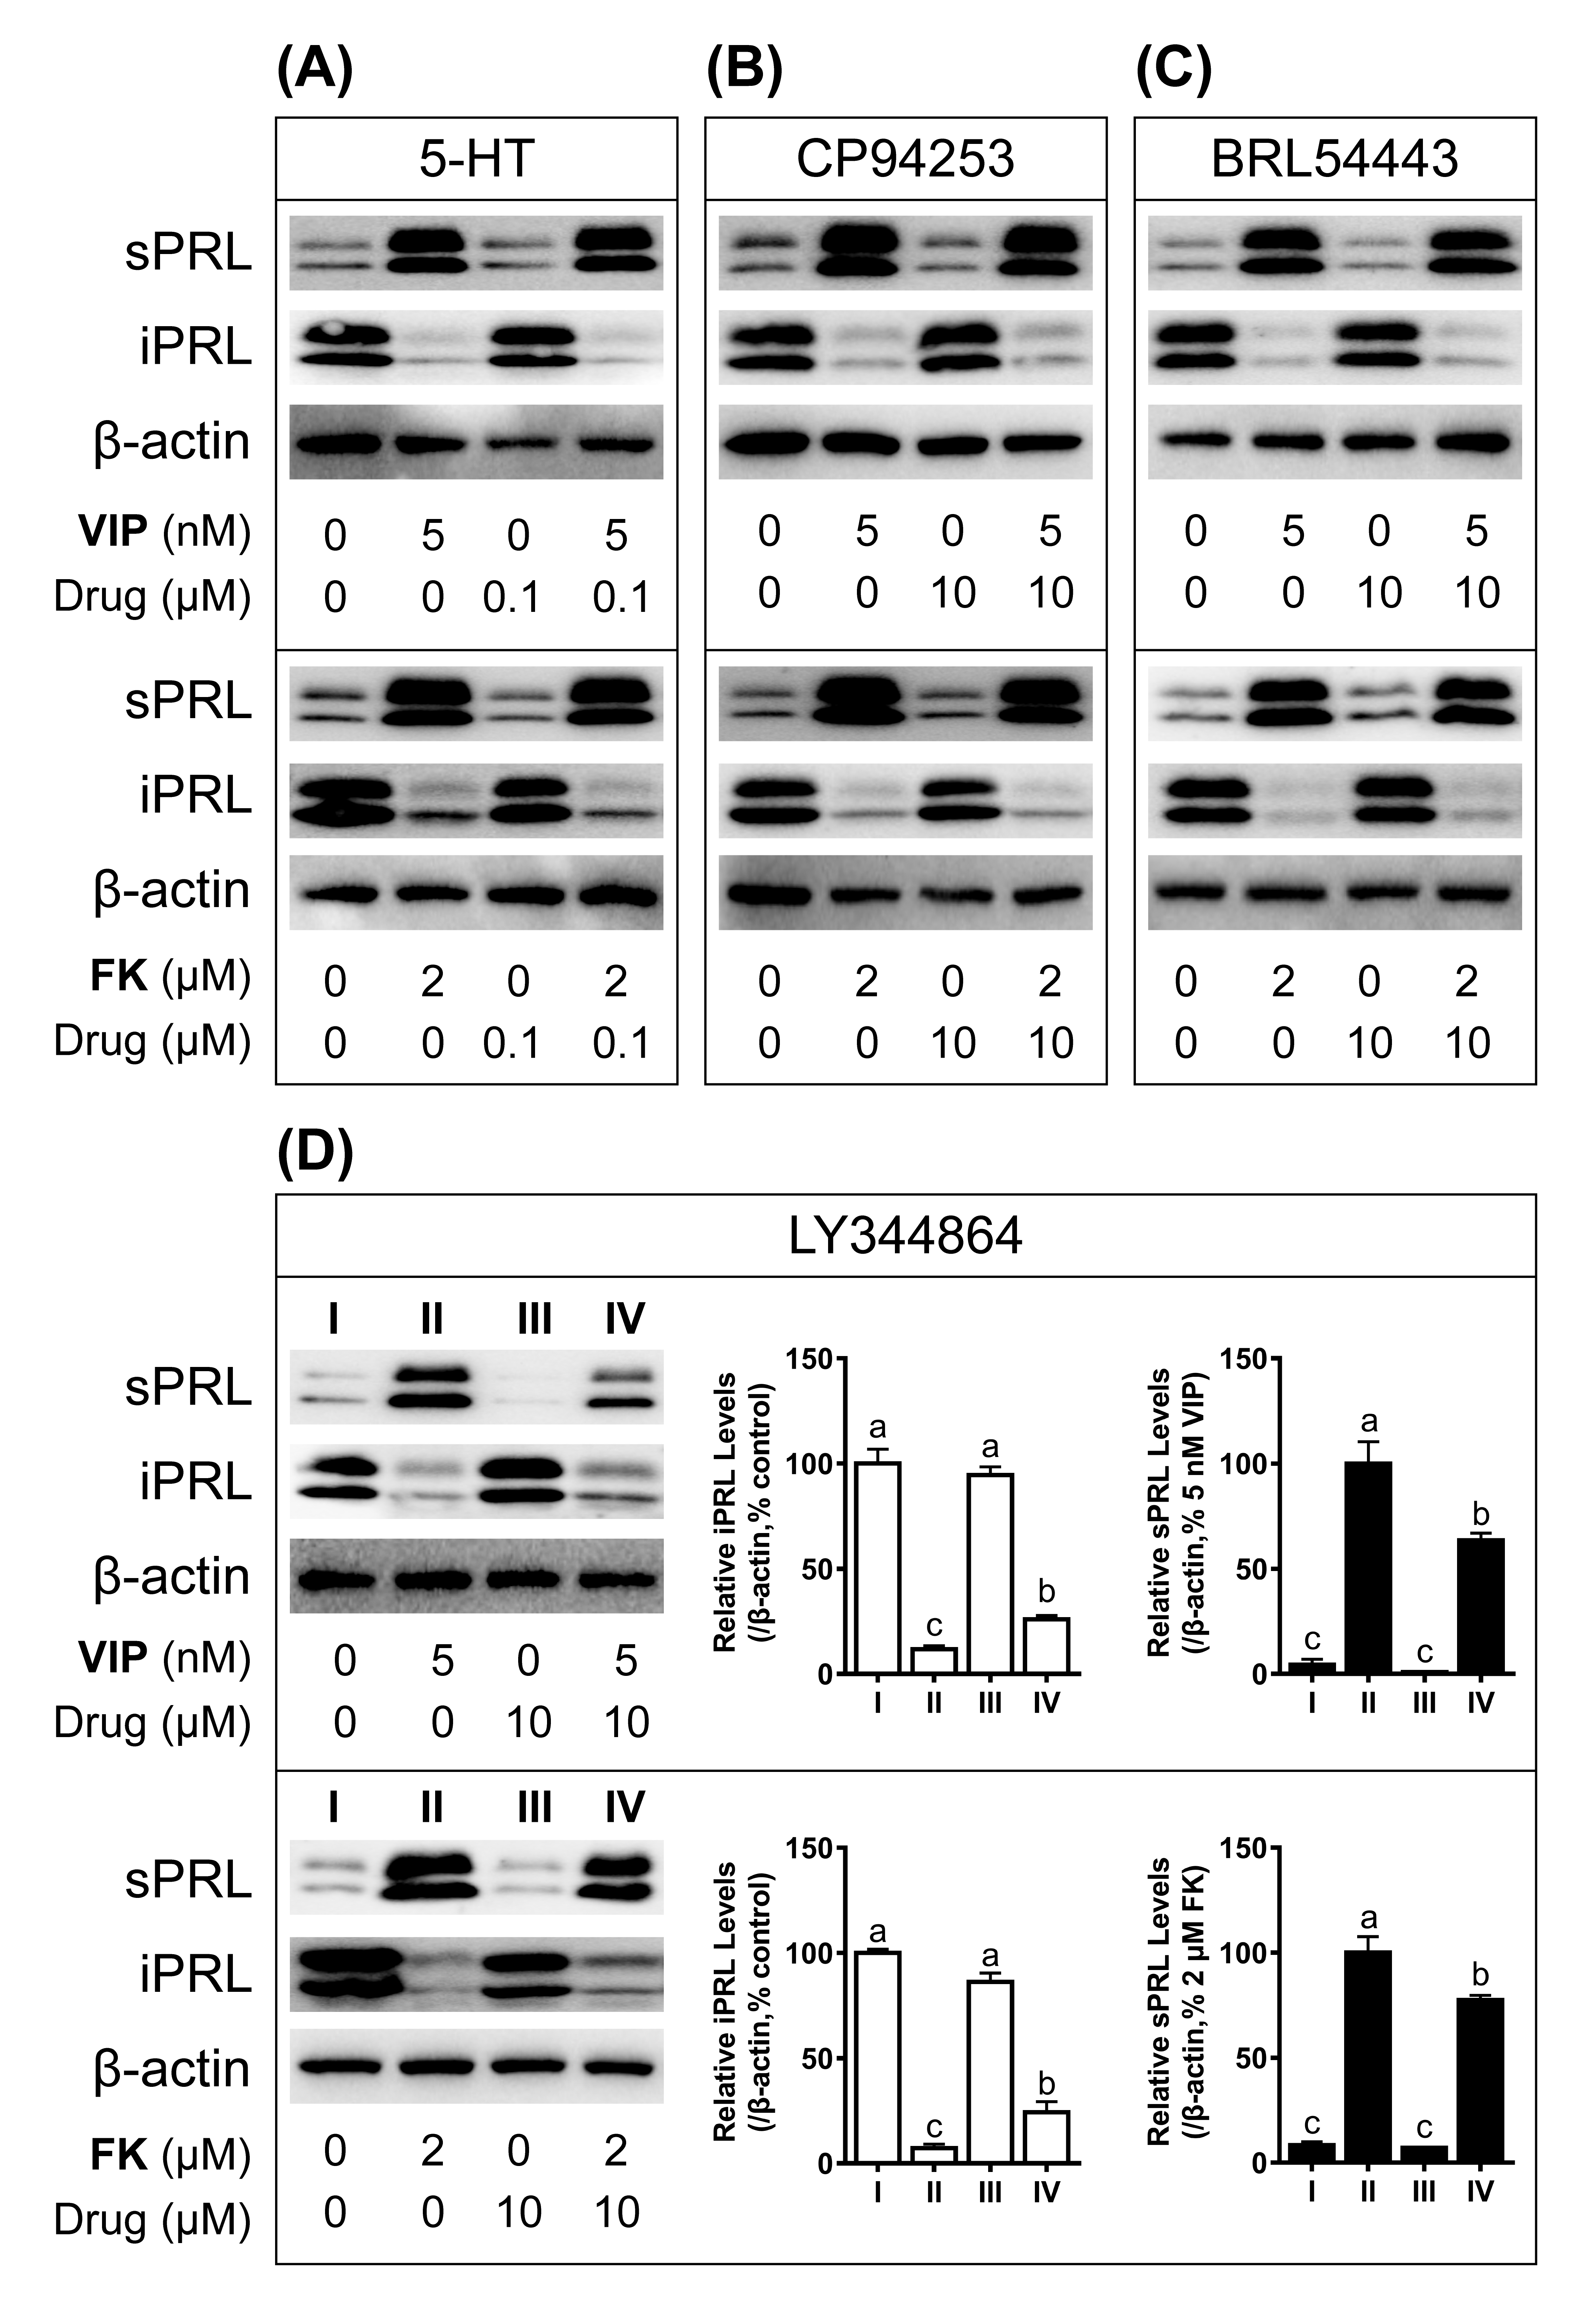 (A)
(B)
(C)
5-HT
CP94253
BRL54443
sPRL
iPRL
β-actin
VIP (nM) 0 5 0 5 0 5 0 5 0 5 0 5
Drug (µM) 0 0 0.1 0.1 0 0 10 10 0 0 10 10
sPRL
iPRL
β-actin
FK (µM) 0 2 0 2 0 2 0 2 0 2 0 2
Drug (µM) 0 0 0.1 0.1 0 0 10 10 0 0 10 10
(D)
LY344864
I II III IV
sPRL
iPRL
β-actin
VIP (nM) 0 5 0 5
Drug (µM) 0 0 10 10
Relative iPRL Levels
(/β-actin,% control)
150
100
50
0
a
c
a
b
I II III IV
Relative sPRL Levels
(/β-actin,% 5 nM VIP)
150
100
50
0
c
a
c
b
I II III IV
I II III IV
sPRL
iPRL
β-actin
FK (µM) 0 2 0 2
Drug (µM) 0 0 10 10
Relative iPRL Levels
(/β-actin,% control)
150
100
50
0
a
c
a
b
I II III IV
Relative sPRL Levels
(/β-actin,% 2 µM FK)
150
100
50
0
c
a
c
b
I II III IV